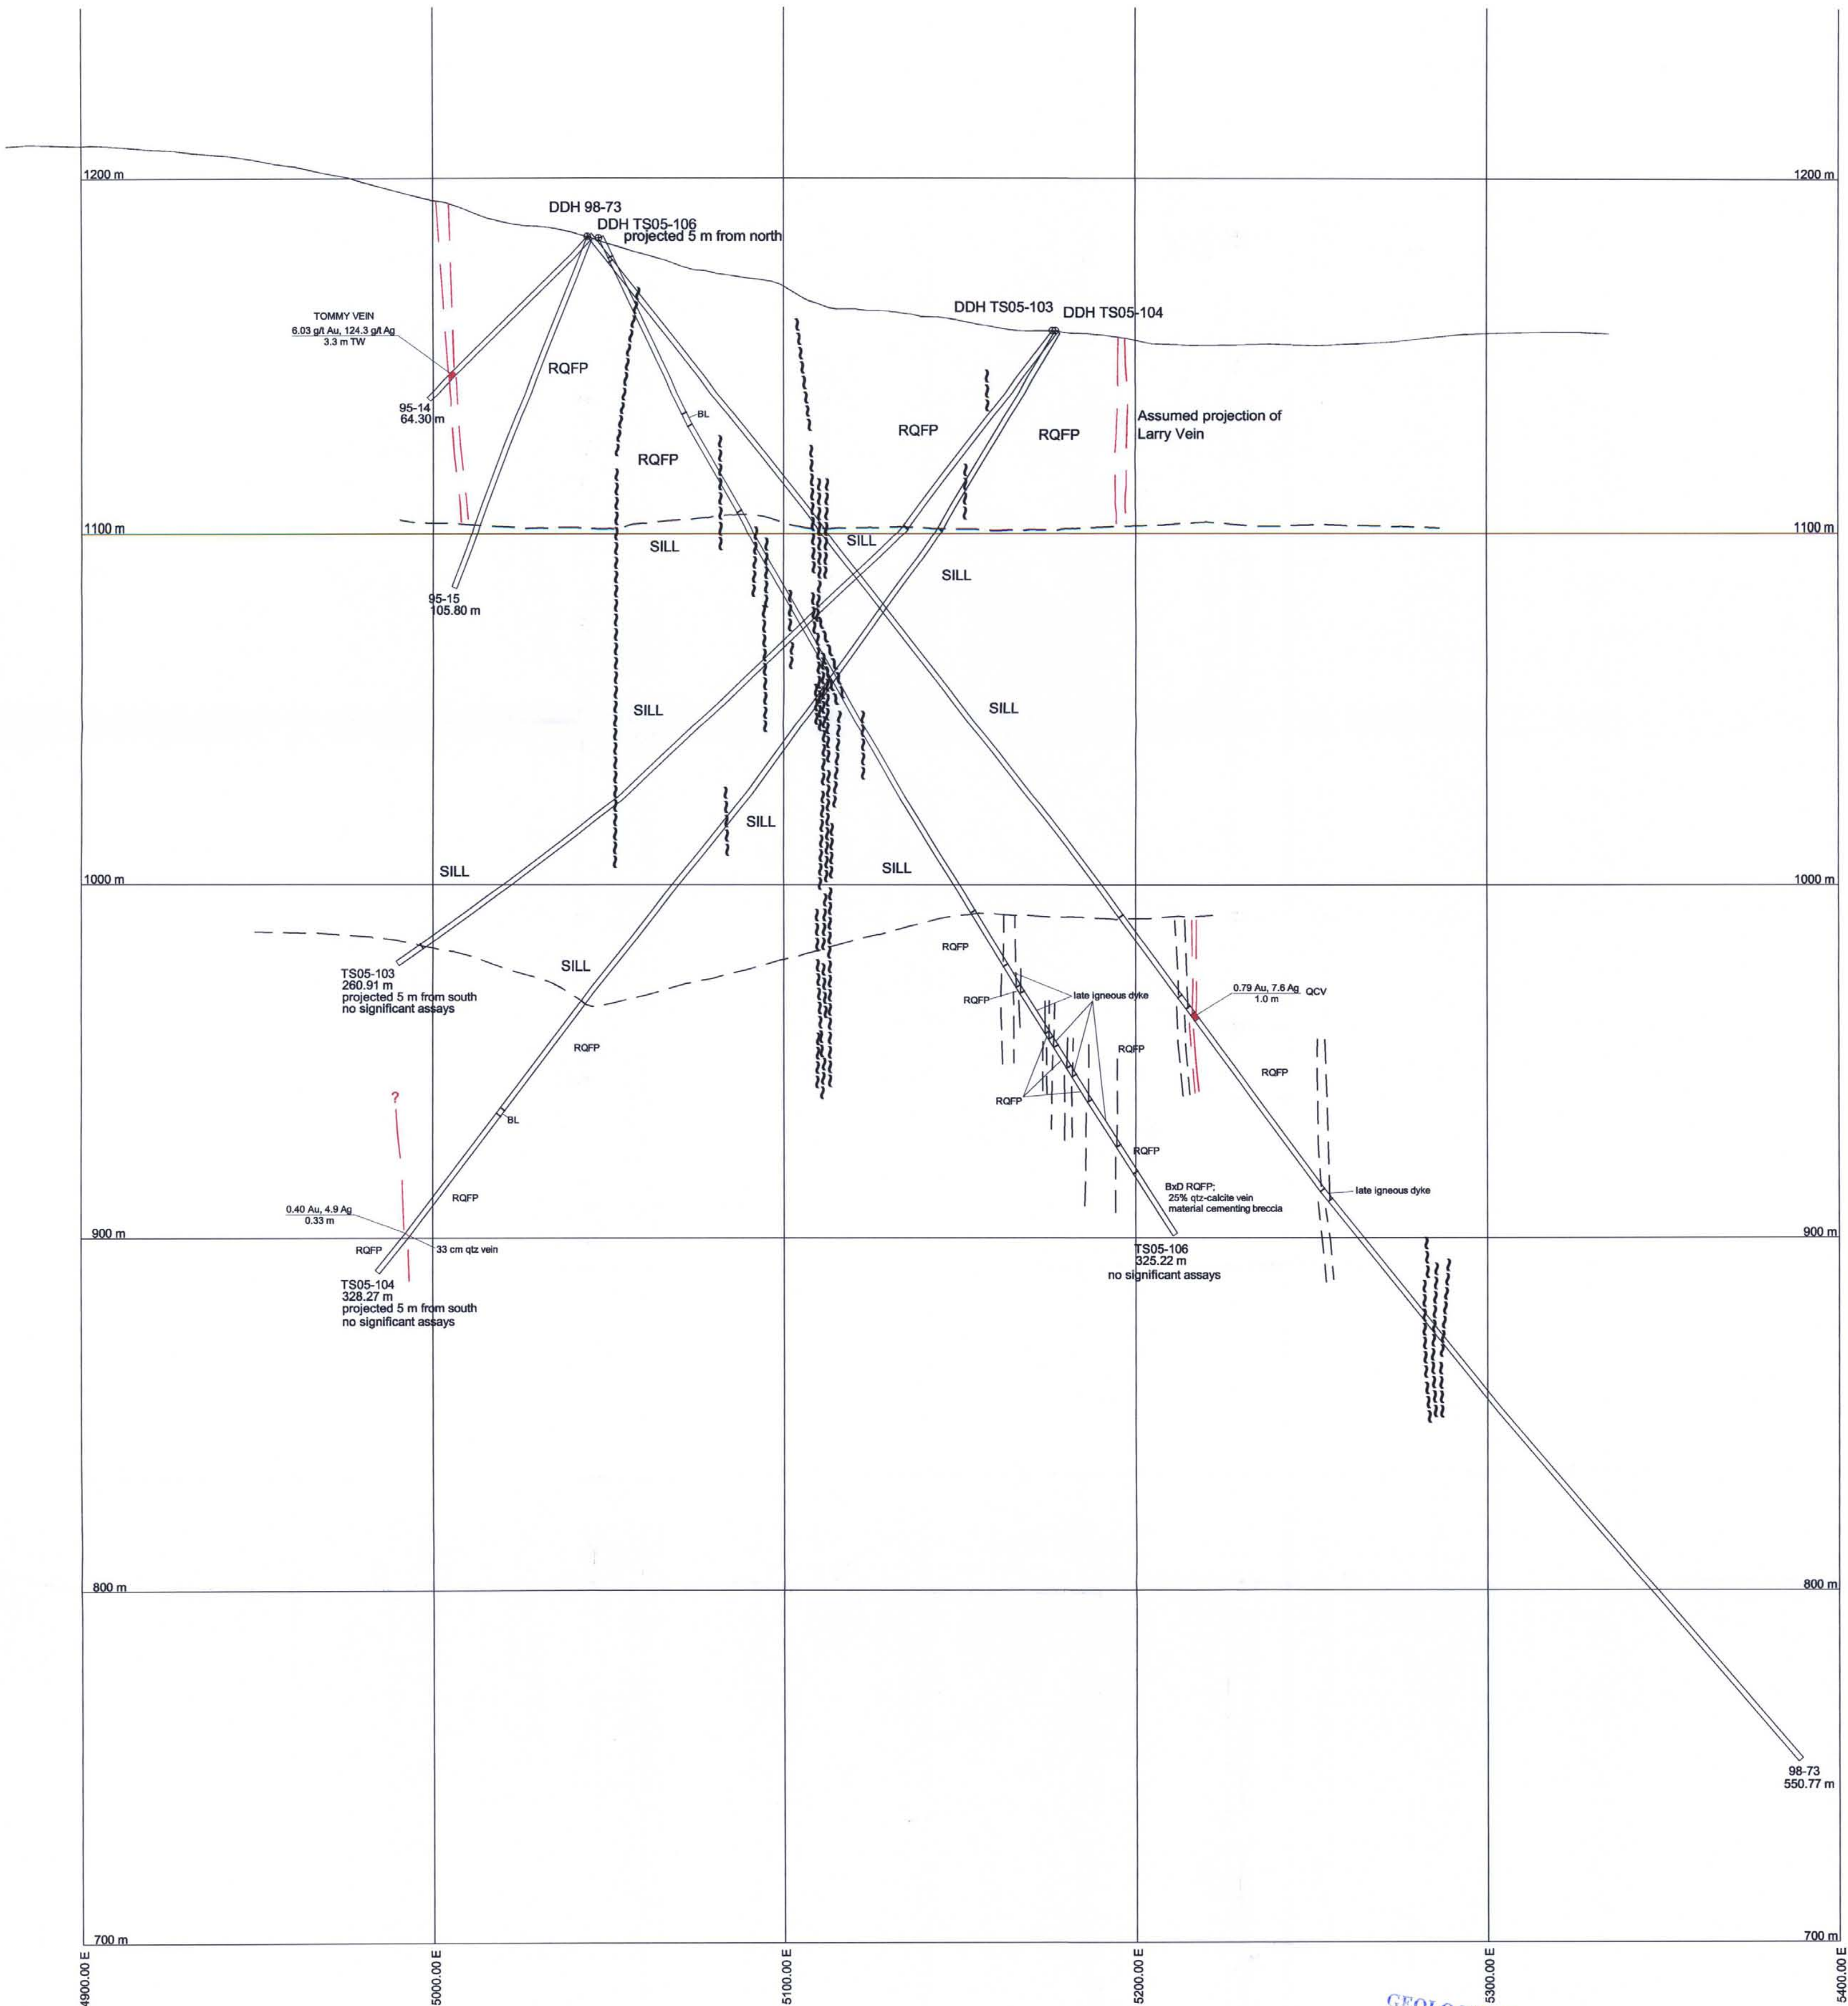 1200 m
1200 m
DDH 98-73
DDH TS05-106
projected 5 m from north
DDH TS05-103
DDH TS05-104
TOMMY VEIN
6.03 g/t Au, 124.3 g/t Ag
3.3 m TW
RQFP
95-14
64.30 m
BL
RQFP
RQFP
RQFP
Assumed projection of
Larry Vein
1100 m
1100 m
SILL
SILL
SILL
95-15
105.80 m
SILL
SILL
SILL
SILL
SILL
1000 m
1000 m
RQFP
SILL
TS05-103
260.91 m
projected 5 m from south
no significant assays
RQFP
late igneous dyke
0.79 Au, 7.6 Ag
1.0 m
QCV
RQFP
RQFP
RQFP
?
RQFP
BL
RQFP
RQFP
BxD RQFP;
25% qtz-calcite vein
material cementing breccia
late igneous dyke
0.40 Au, 4.9 Ag
0.33 m
900 m
900 m
RQFP
33 cm qtz vein
TS05-106
325.22 m
no significant assays
TS05-104
328.27 m
projected 5 m from south
no significant assays
800 m
800 m
98-73
550.77 m
700 m
700 m
4900.00 E
5000.00 E
5100.00 E
5200.00 E
5300.00 E
5400.00 E